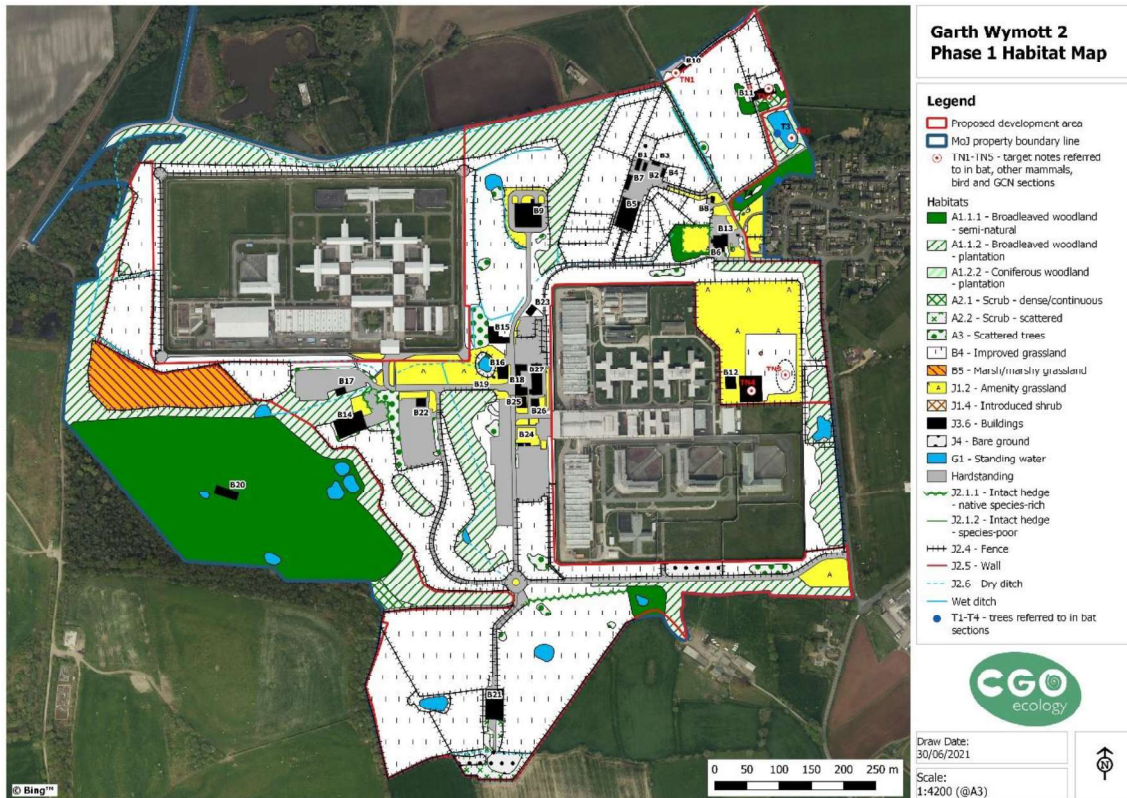 Garth Wymott 2
Phase 1 Habitat Map
Legend
Proposed development area
MoJ property boundary line
TN1-TN5 - target notes referred
to in bat, other mammals,
bird and GCN sections
Habitats
A1.1.1 - Broadleaved woodland
- semi-natural
A1.1.2 - Broadleaved woodland
- plantation
A1.2.2 - Coniferous woodland
- plantation
A2.1 - Scrub - dense/continuous
A2.2 - Scrub - scattered
A3 - Scattered trees
B4 - Improved grassland
B5 - Marsh/marshy grassland
J1.2 - Amenity grassland
J1.4 - Introduced shrub
J3.6 - Buildings
J4 - Bare ground
G1 - Standing water
Hardstanding
J2.1.1 - Intact hedge
- native species-rich
J2.1.2 - Intact hedge
- species-poor
J2.4 - Fence
J2.5 - Wall
J2.6 - Dry ditch
Wet ditch
T1-T4 - trees referred to in bat
sections
CGO
ecology
Draw Date:
30/06/2021
Scale:
1:4200 (@A3)
N
B10
TN1
B11
T3
B1
B3
B7
B2
B4
B5
B8
B9
B13
B6
B23
B15
B16
B27
B17
B19
B18
B12
TN4
TN5
B14
B22
B25
B26
B24
B20
B21
A
A
A
A
A
A
A
0 50 100 150 200 250 m
© Bing™